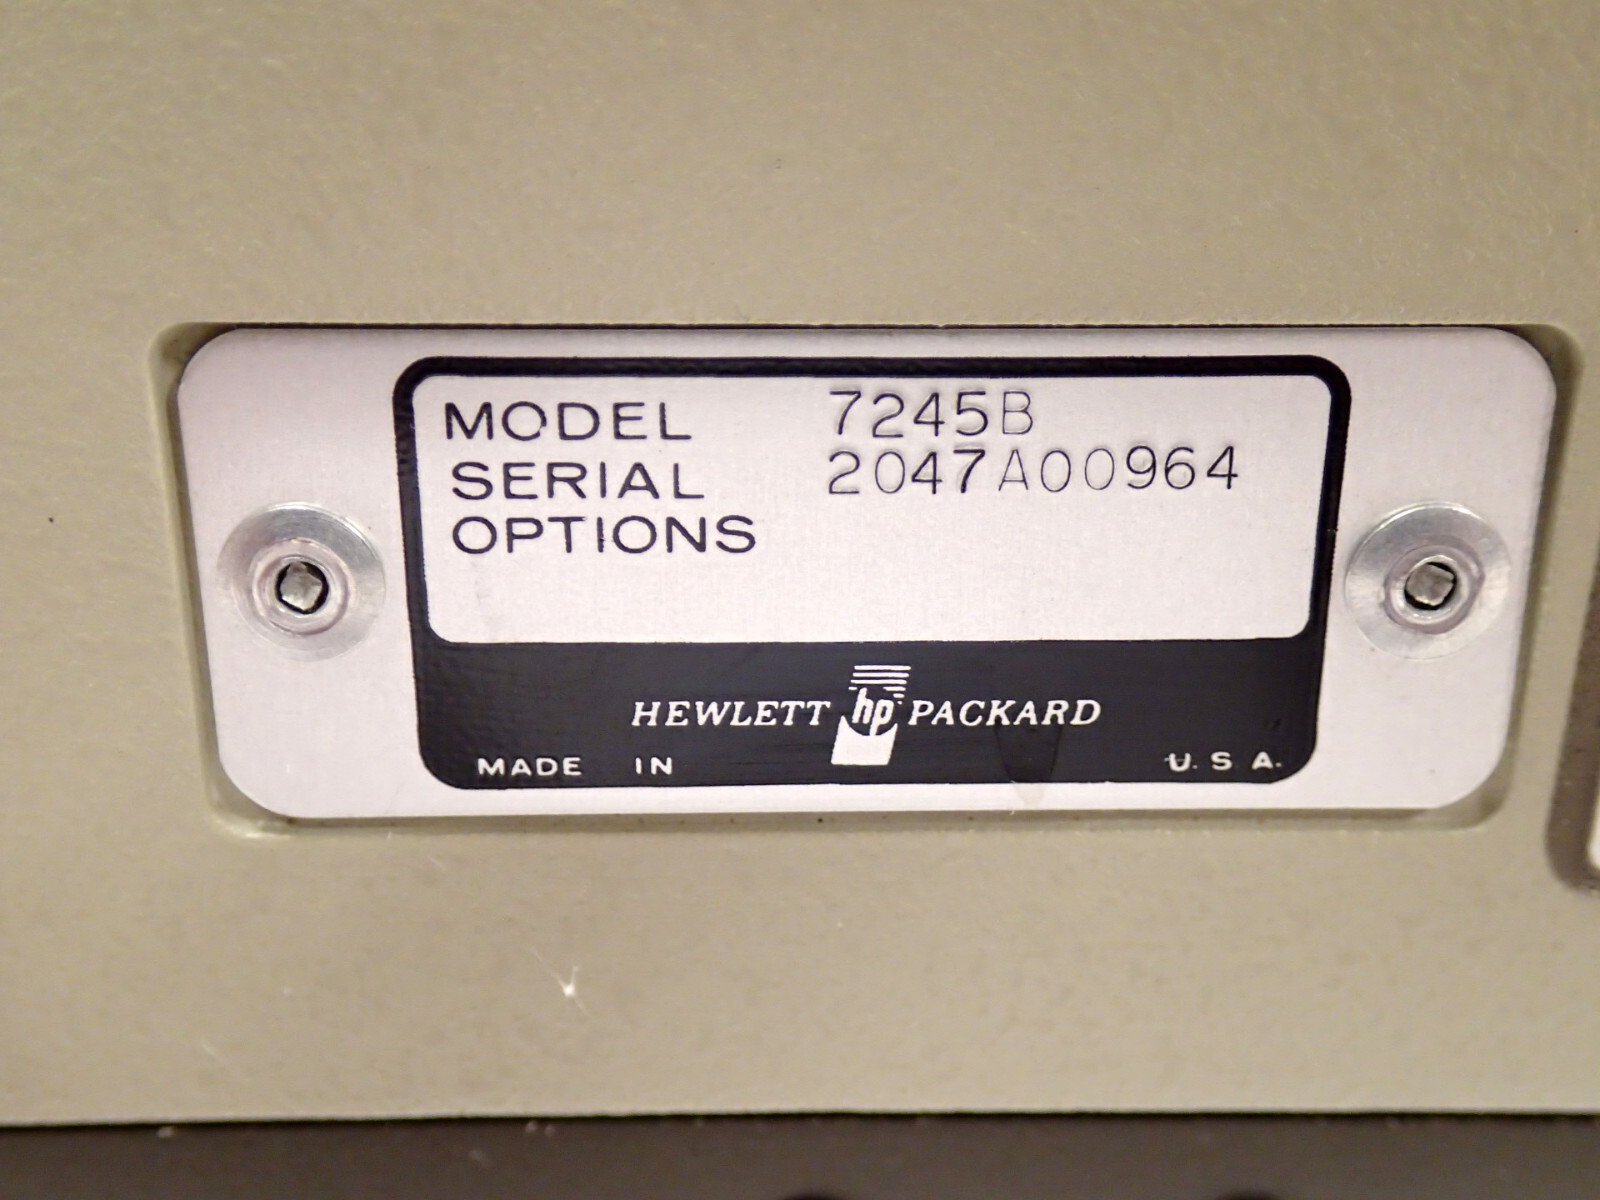 MODEL 7245B
SERIAL 2047A00964
OPTIONS
HEWLETT hp PACKARD
MADE IN U.S.A.